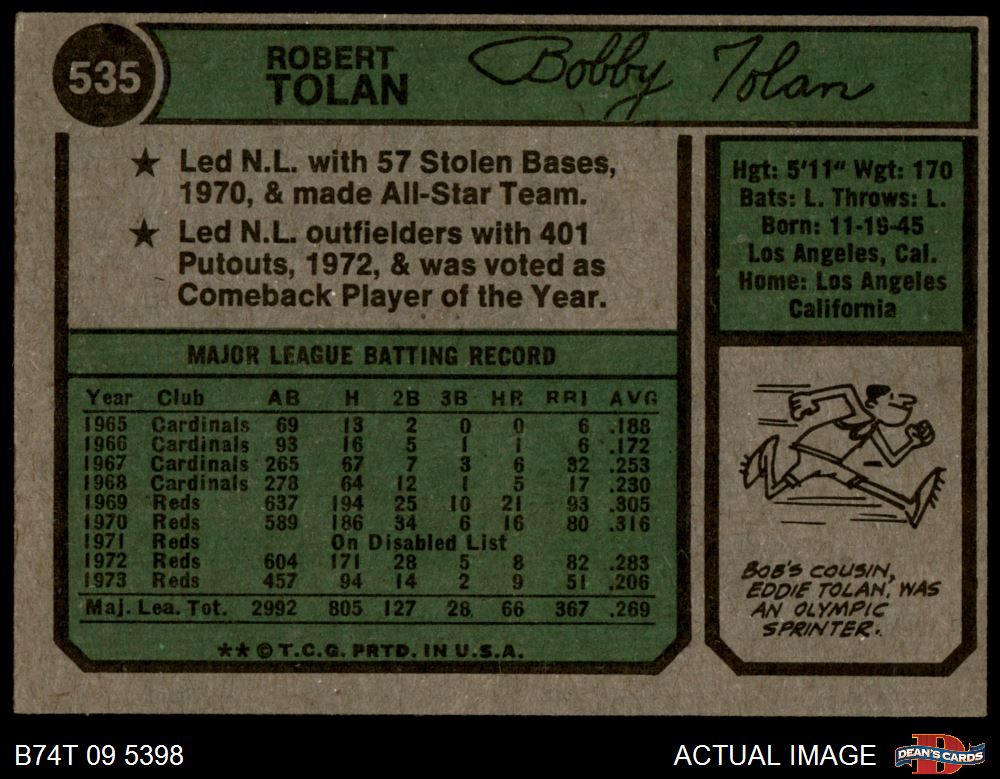 535
ROBERT
TOLAN
Bobby Tolan
★ Led N.L. with 57 Stolen Bases,
1970, & made All-Star Team.
★ Led N.L. outfielders with 401
Putouts, 1972, & was voted as
Comeback Player of the Year.
Hgt: 5'11" Wgt: 170
Bats: L. Throws: L.
Born: 11-19-45
Los Angeles, Cal.
Home: Los Angeles
California
MAJOR LEAGUE BATTING RECORD
Year Club AB H 2B 3B HR RBI AVG
1965 Cardinals 69 13 2 0 0 6 .188
1966 Cardinals 93 16 5 1 1 6 .172
1967 Cardinals 265 67 7 3 6 32 .253
1968 Cardinals 278 64 12 1 5 17 .230
1969 Reds 637 194 25 10 21 93 .305
1970 Reds 589 186 34 6 16 80 .316
1971 Reds On Disabled List
1972 Reds 604 171 28 5 8 82 .283
1973 Reds 457 94 14 2 9 51 .206
Maj. Lea. Tot. 2992 805 127 28 66 367 .269
** © T.C.G. PRTD. IN U.S.A.
BOB'S COUSIN,
EDDIE TOLAN, WAS
AN OLYMPIC
SPRINTER.
B74T 09 5398
ACTUAL IMAGE
DEAN'S CARDS